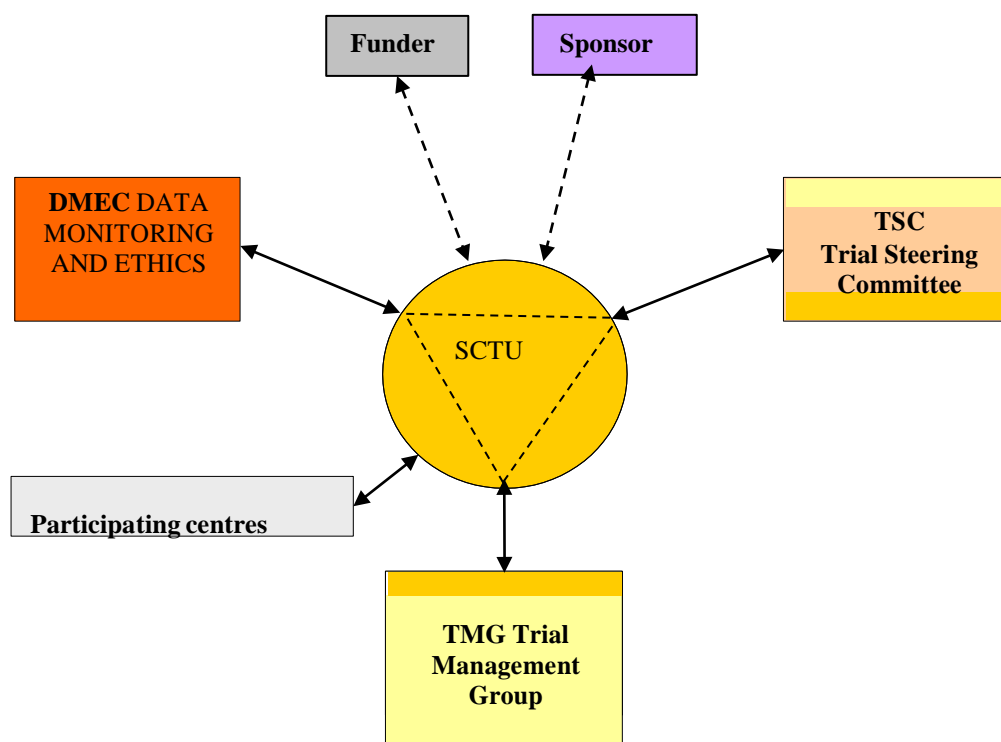 Funder
Sponsor
DMEC DATA
MONITORING
AND ETHICS
TSC
Trial Steering
Committee
SCTU
Participating centres
TMG Trial
Management
Group